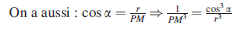 On a aussi : cos α = r/PM ⇒ 1/PM³ = cos³ α/r³